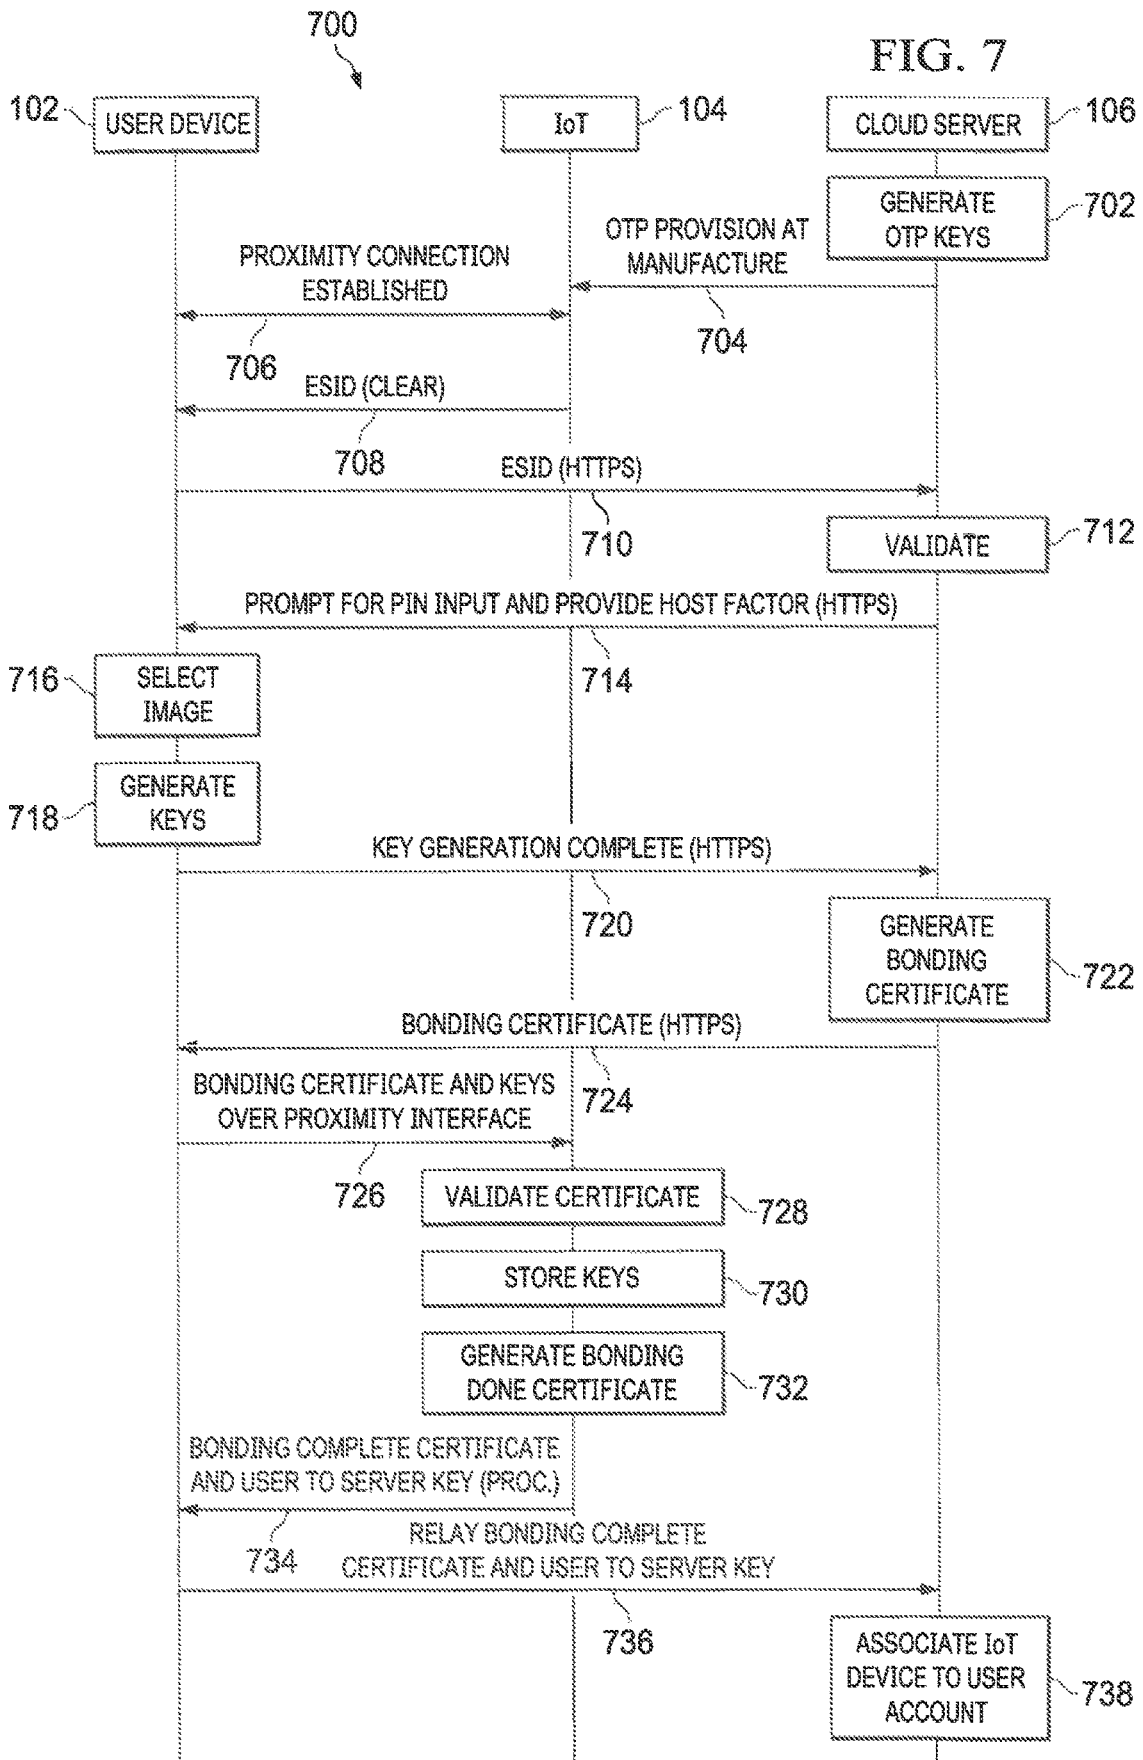 700
FIG. 7
102
USER DEVICE
IoT
104
CLOUD SERVER
106
GENERATE
OTP KEYS
702
OTP PROVISION AT
MANUFACTURE
704
PROXIMITY CONNECTION
ESTABLISHED
706
ESID (CLEAR)
708
ESID (HTTPS)
710
VALIDATE
712
PROMPT FOR PIN INPUT AND PROVIDE HOST FACTOR (HTTPS)
714
716
SELECT
IMAGE
718
GENERATE
KEYS
KEY GENERATION COMPLETE (HTTPS)
720
GENERATE
BONDING
CERTIFICATE
722
BONDING CERTIFICATE (HTTPS)
724
BONDING CERTIFICATE AND KEYS
OVER PROXIMITY INTERFACE
726
VALIDATE CERTIFICATE
728
STORE KEYS
730
GENERATE BONDING
DONE CERTIFICATE
732
BONDING COMPLETE CERTIFICATE
AND USER TO SERVER KEY (PROC.)
734
RELAY BONDING COMPLETE
CERTIFICATE AND USER TO SERVER KEY
736
ASSOCIATE IoT
DEVICE TO USER
ACCOUNT
738